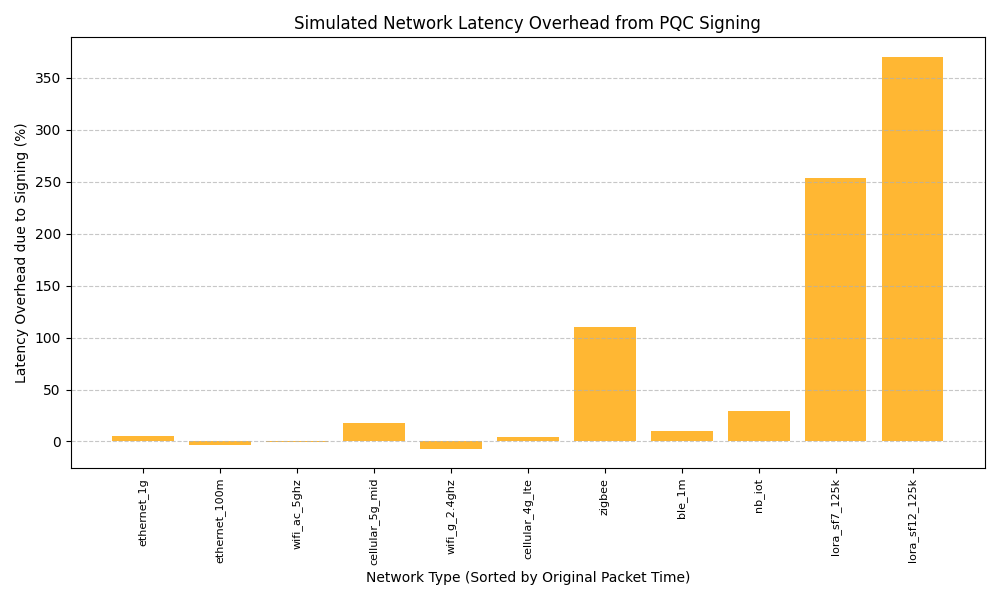 Simulated Network Latency Overhead from PQC Signing
Latency Overhead due to Signing (%)
350
300
250
200
150
100
50
0
ethernet_1g
ethernet_100m
wifi_ac_5ghz
cellular_5g_mid
wifi_g_2.4ghz
cellular_4g_lte
zigbee
ble_1m
nb_iot
lora_sf7_125k
lora_sf12_125k
Network Type (Sorted by Original Packet Time)